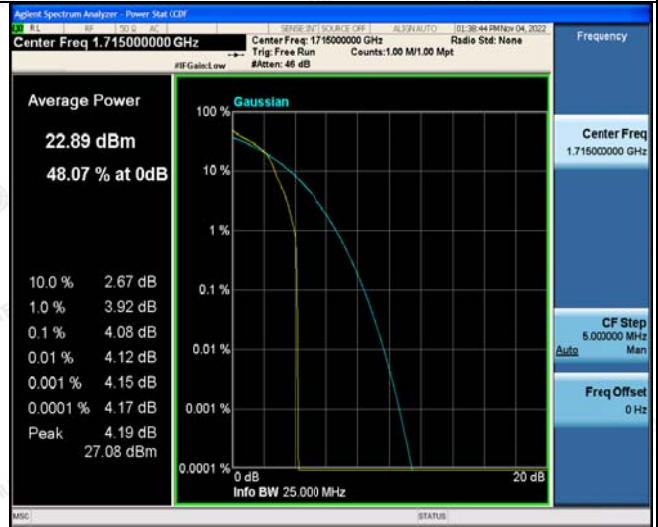 Agilent Spectrum Analyzer - Power Stat CCDF
RL RF 50 Ω AC SENSE:INT SOURCE OFF ALIGN AUTO 01:38:44 PM Nov 04, 2022
Center Freq 1.715000000 GHz
Center Freq: 1.715000000 GHz Radio Std: None
Trig: Free Run Counts:1.00 M/1.00 Mpt
#IFGain:Low #Atten: 46 dB
Frequency
Average Power
22.89 dBm
48.07 % at 0dB
10.0 % 2.67 dB
1.0 % 3.92 dB
0.1 % 4.08 dB
0.01 % 4.12 dB
0.001 % 4.15 dB
0.0001 % 4.17 dB
Peak 4.19 dB
27.08 dBm
Gaussian
100 %
10 %
1 %
0.1 %
0.01 %
0.001 %
0.0001 %
0 dB 20 dB
Info BW 25.000 MHz
Center Freq
1.715000000 GHz
CF Step
5.000000 MHz
Auto Man
Freq Offset
0 Hz
MSG STATUS